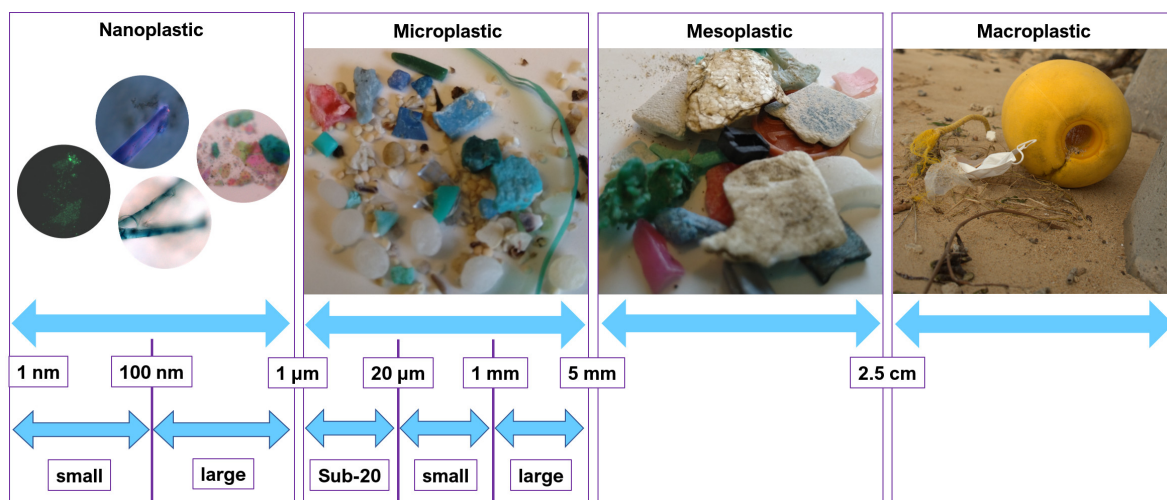 Nanoplastic
Microplastic
Mesoplastic
Macroplastic
1 nm
100 nm
1 µm
20 µm
1 mm
5 mm
2.5 cm
small
large
Sub-20
small
large